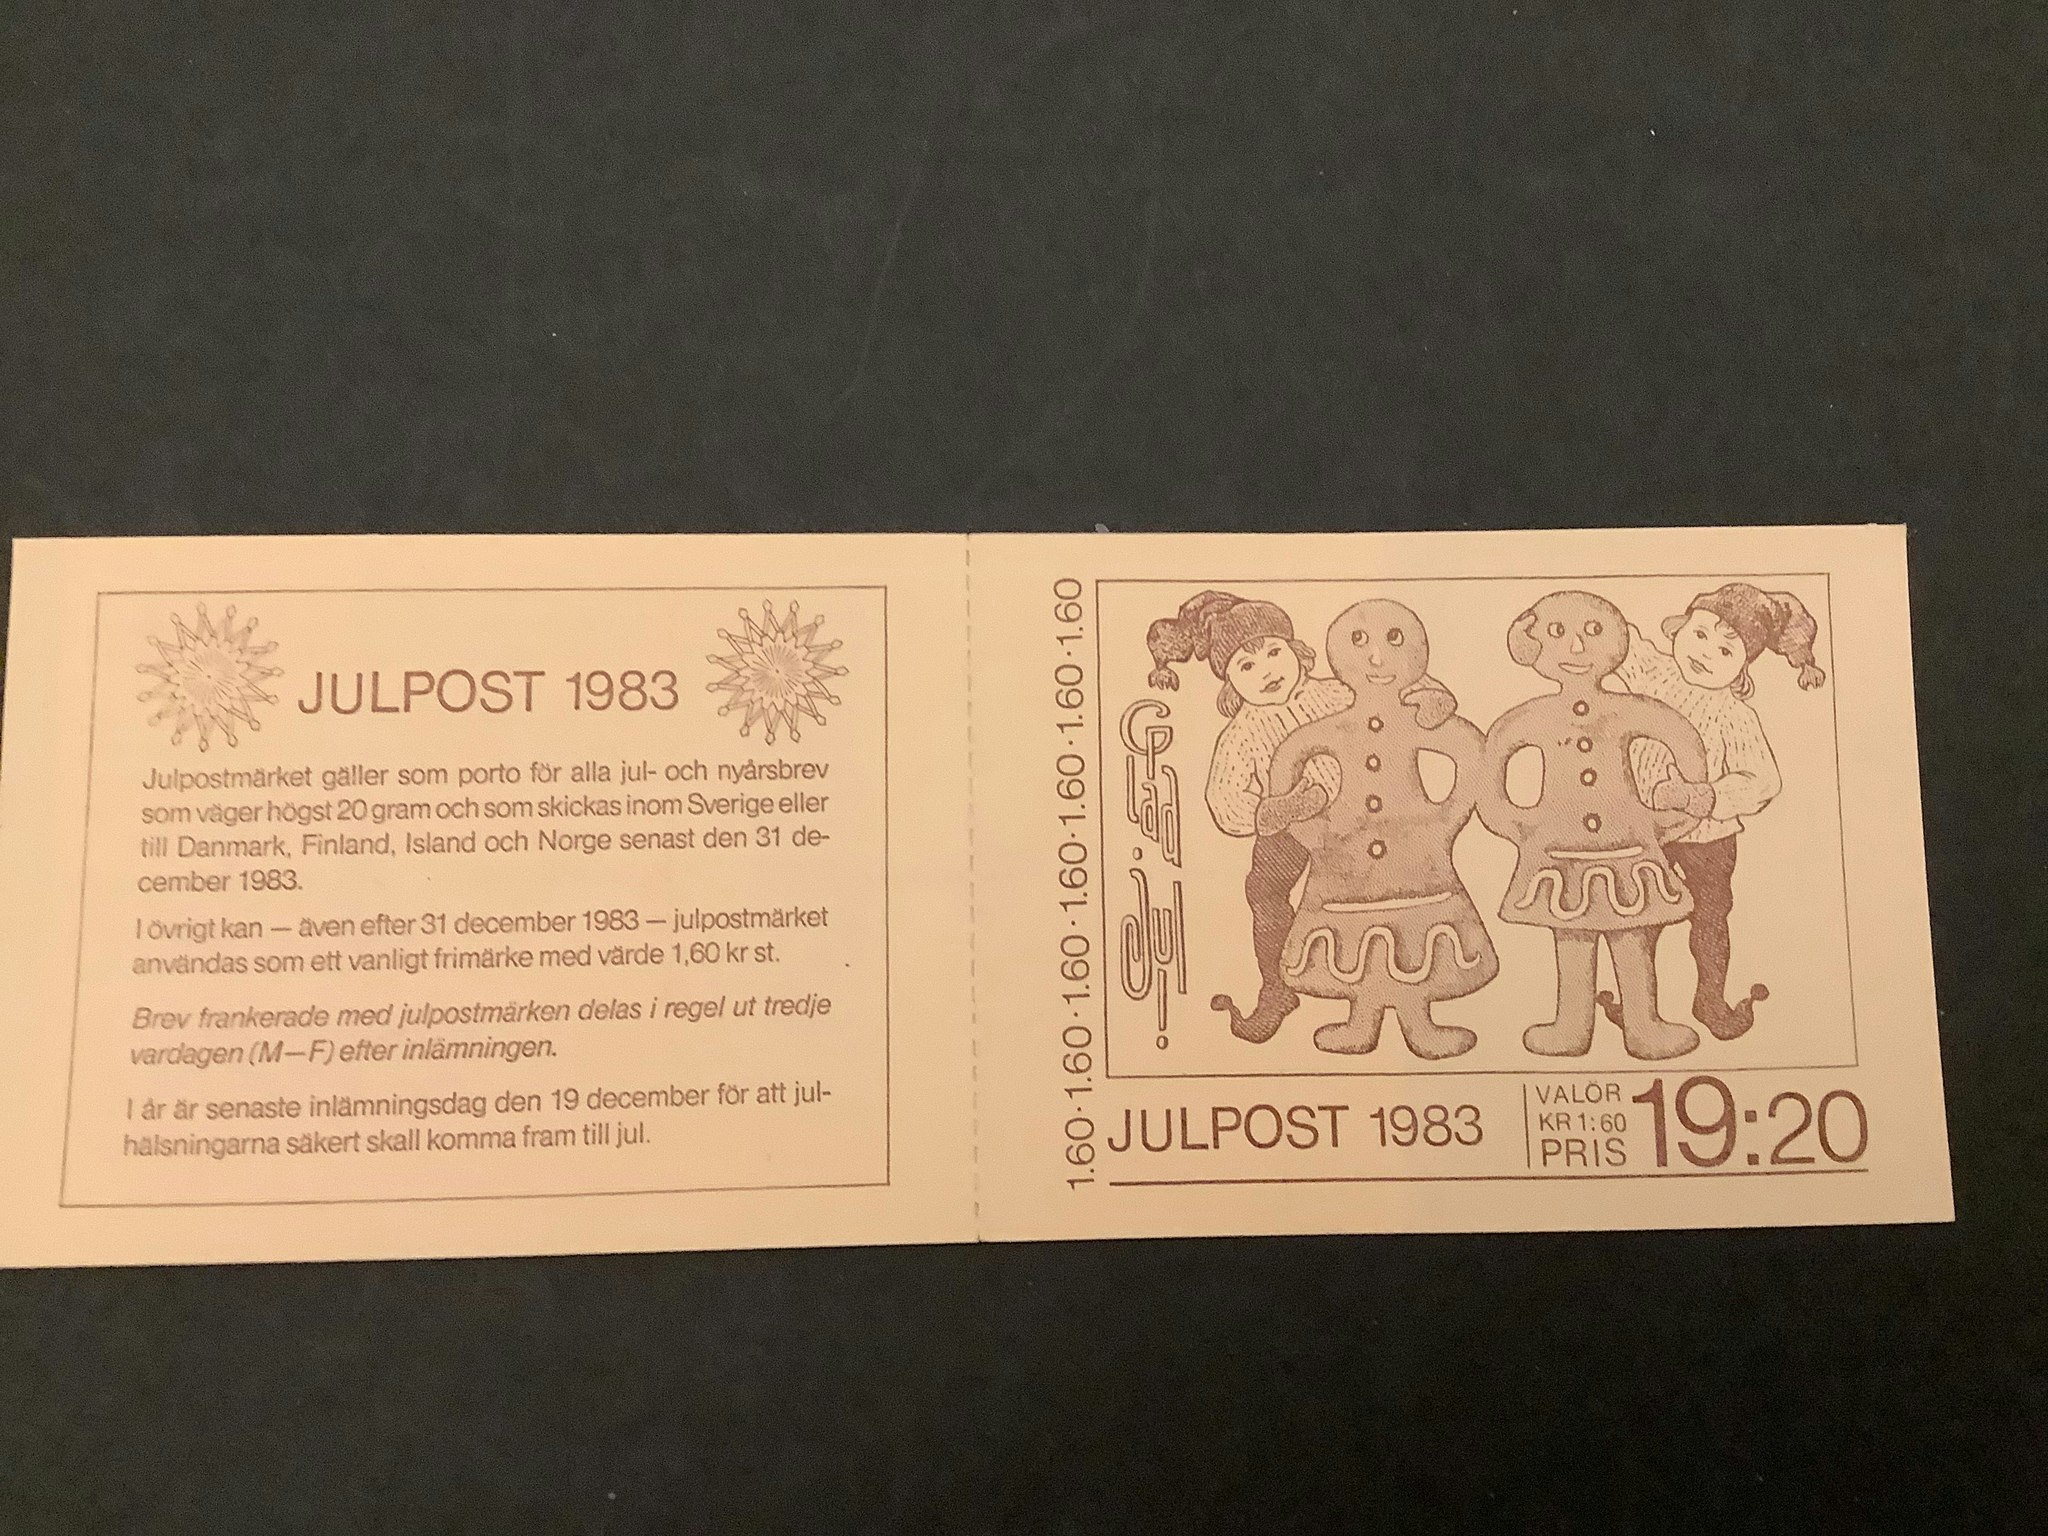 JULPOST 1983
Julpostmärket gäller som porto för alla jul- och nyårsbrev
som väger högst 20 gram och som skickas inom Sverige eller
till Danmark, Finland, Island och Norge senast den 31 de-
cember 1983.
I övrigt kan — även efter 31 december 1983 — julpostmärket
användas som ett vanligt frimärke med värde 1,60 kr st.
Brev frankerade med julpostmärken delas i regel ut tredje
vardagen (M—F) efter inlämningen.
I år är senaste inlämningsdag den 19 december för att jul-
hälsningarna säkert skall komma fram till jul.
1.60·1.60·1.60·1.60·1.60·1.60·1.60
God Jul!
JULPOST 1983
VALÖR
KR 1:60
PRIS
19:20